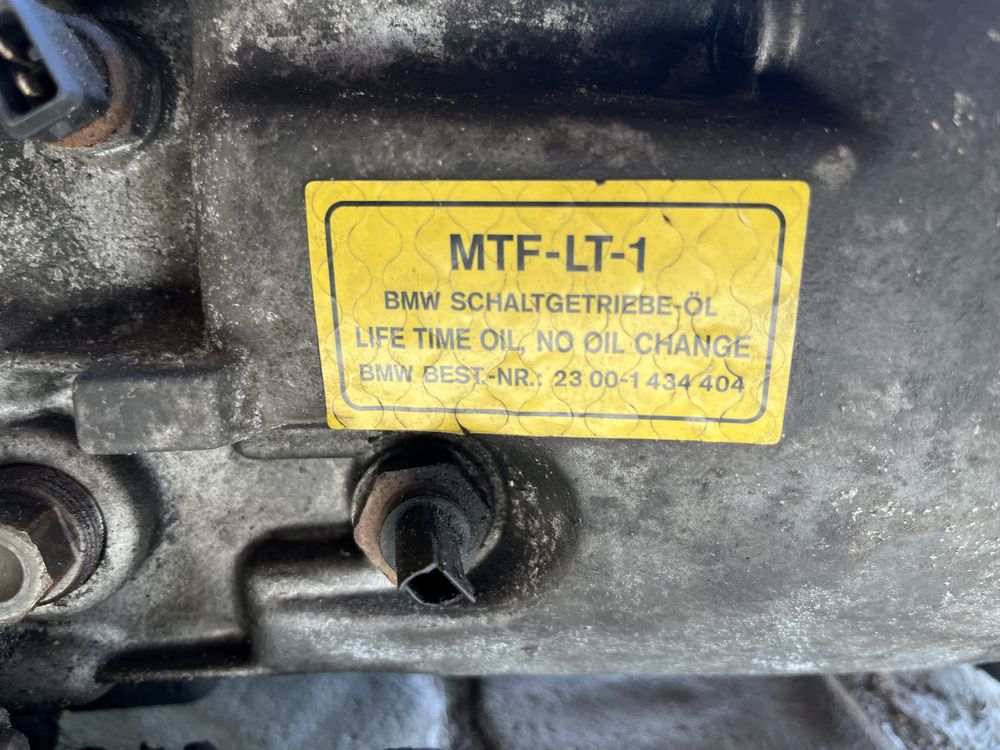 MTF-LT-1
BMW SCHALTGETRIEBE-ÖL
LIFE TIME OIL, NO OIL CHANGE
BMW BEST.-NR.: 23 00-1 434 404